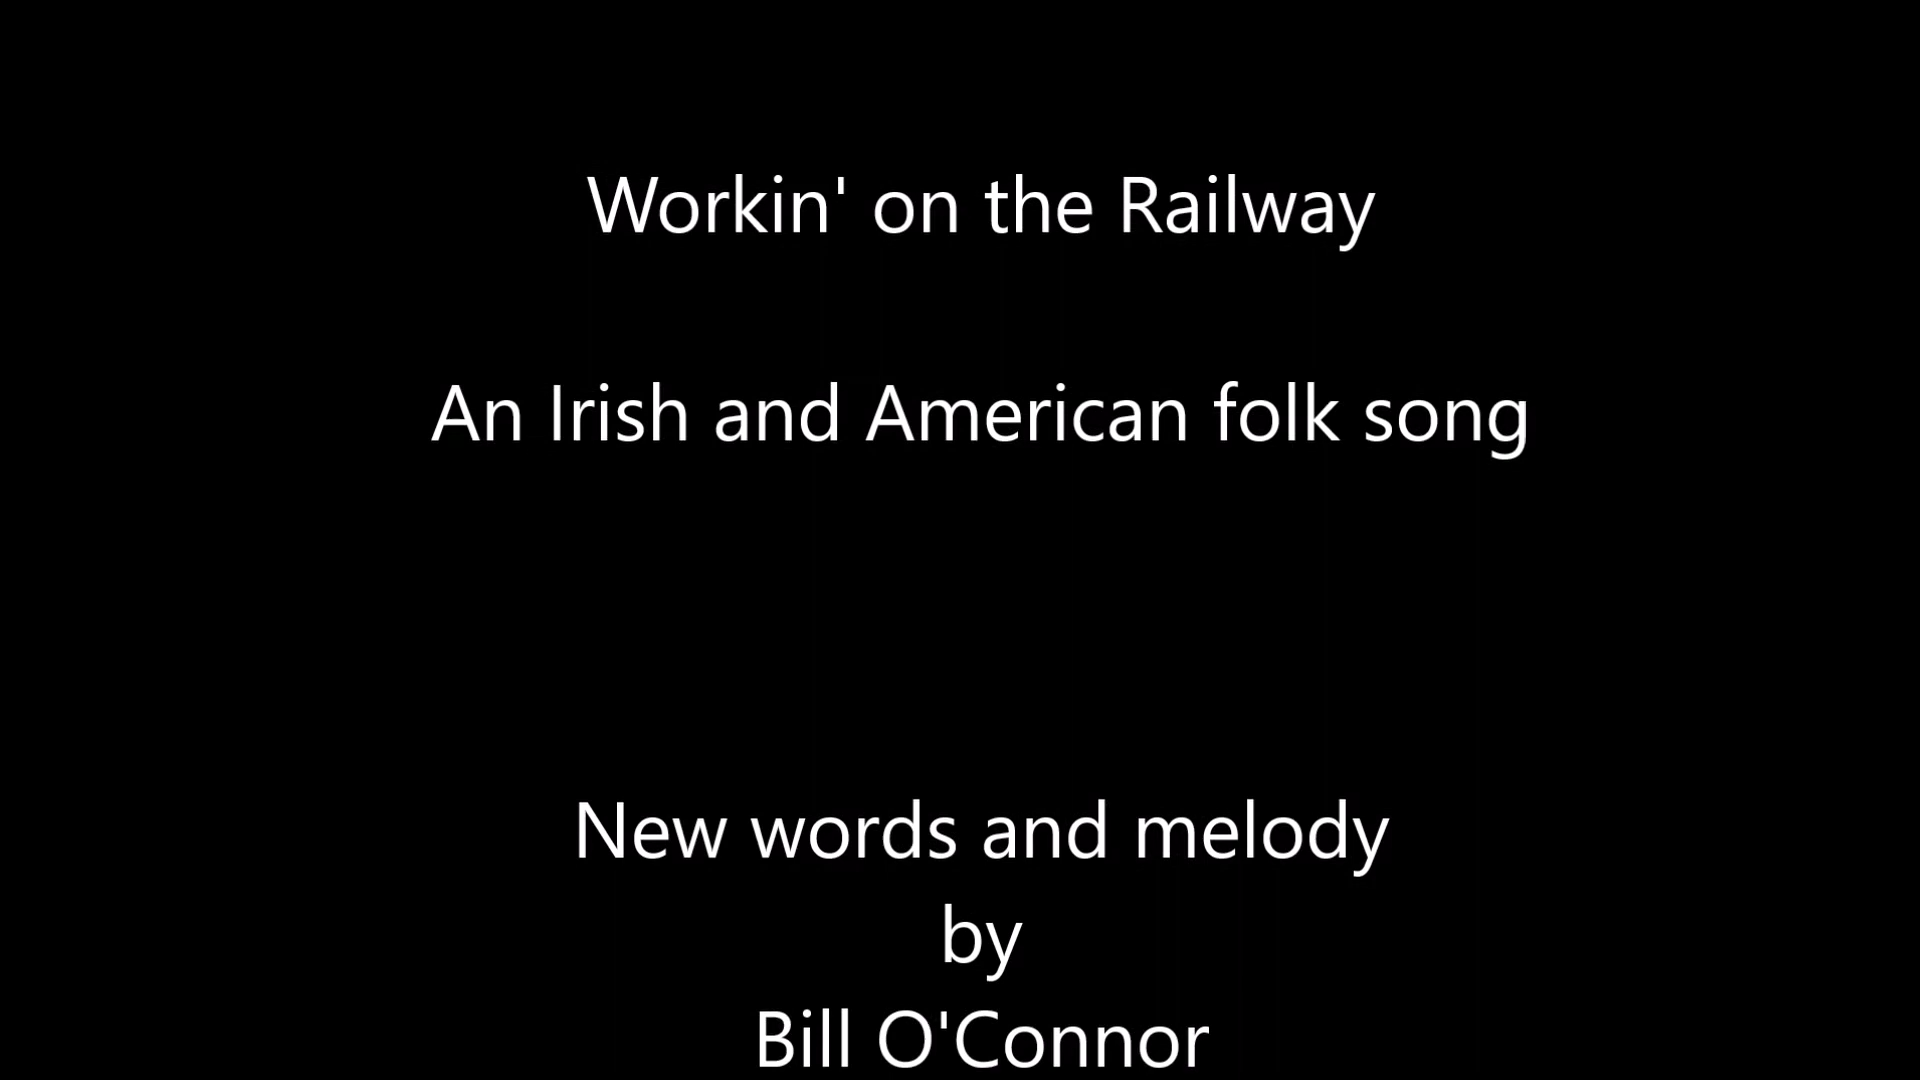 Workin' on the Railway
An Irish and American folk song
New words and melody
by
Bill O'Connor